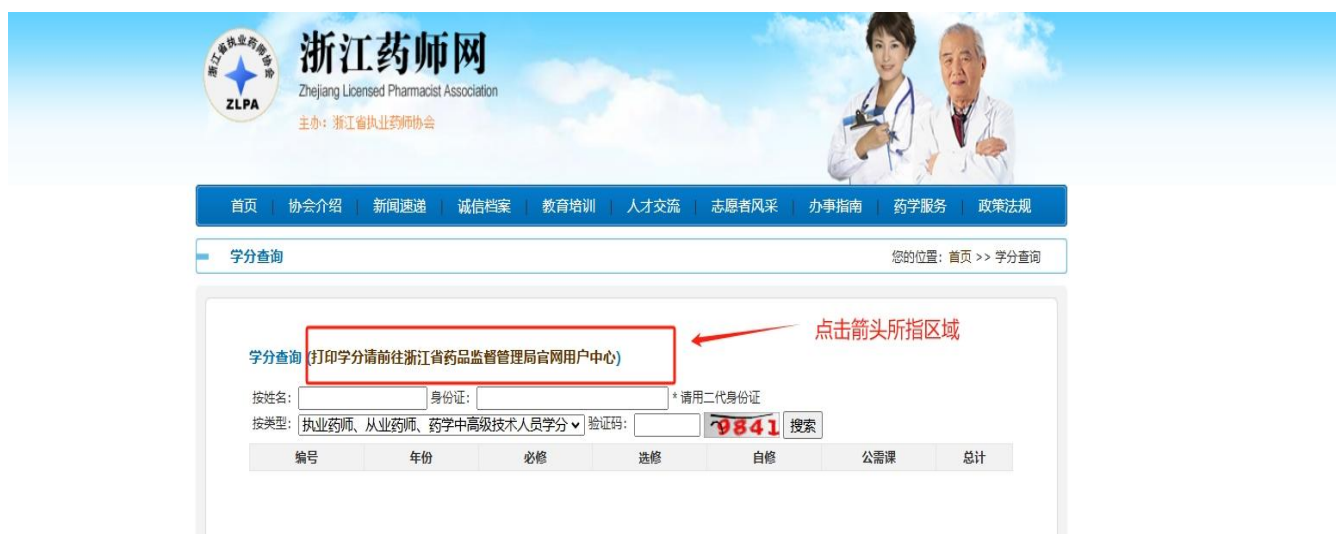 浙江省执业药师协会
ZLPA
浙江药师网
Zhejiang Licensed Pharmacist Association
主办：浙江省执业药师协会
首页 协会介绍 新闻速递 诚信档案 教育培训 人才交流 志愿者风采 办事指南 药学服务 政策法规
学分查询 您的位置：首页 >> 学分查询
点击箭头所指区域
学分查询 (打印学分请前往浙江省药品监督管理局官网用户中心)
按姓名： 身份证： * 请用二代身份证
按类型： 执业药师、从业药师、药学中高级技术人员学分 验证码： 9841 搜索
编号 年份 必修 选修 自修 公需课 总计